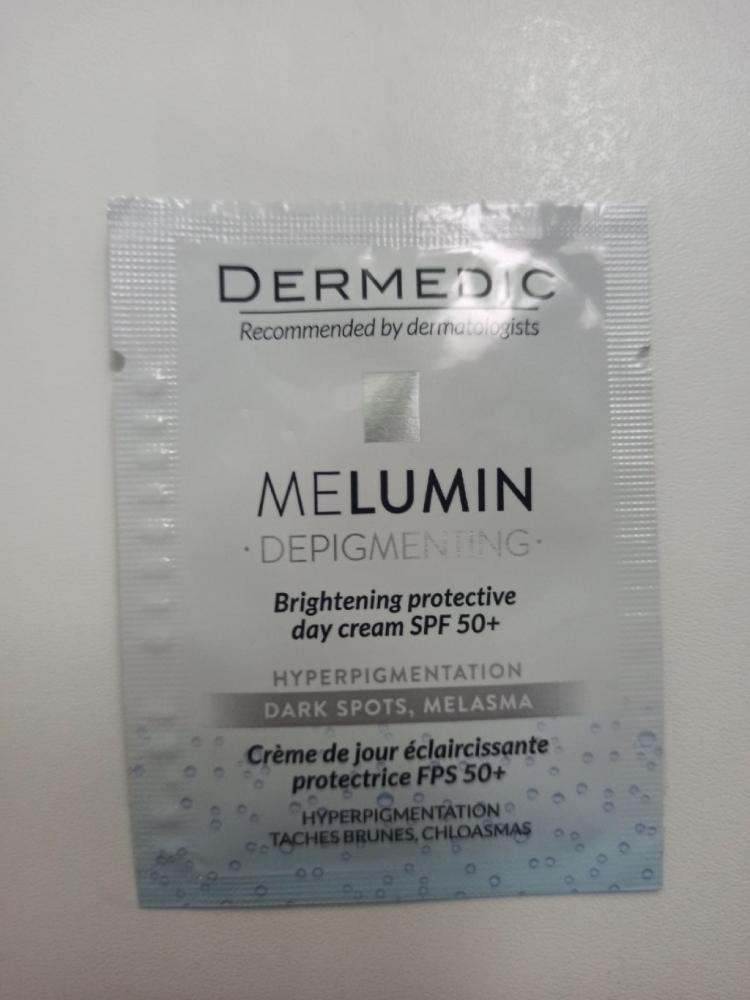 DERMEDIC
Recommended by dermatologists
MELUMIN
· DEPIGMENTING ·
Brightening protective
day cream SPF 50+
HYPERPIGMENTATION
DARK SPOTS, MELASMA
Crème de jour éclaircissante
protectrice FPS 50+
HYPERPIGMENTATION
TACHES BRUNES, CHLOASMAS